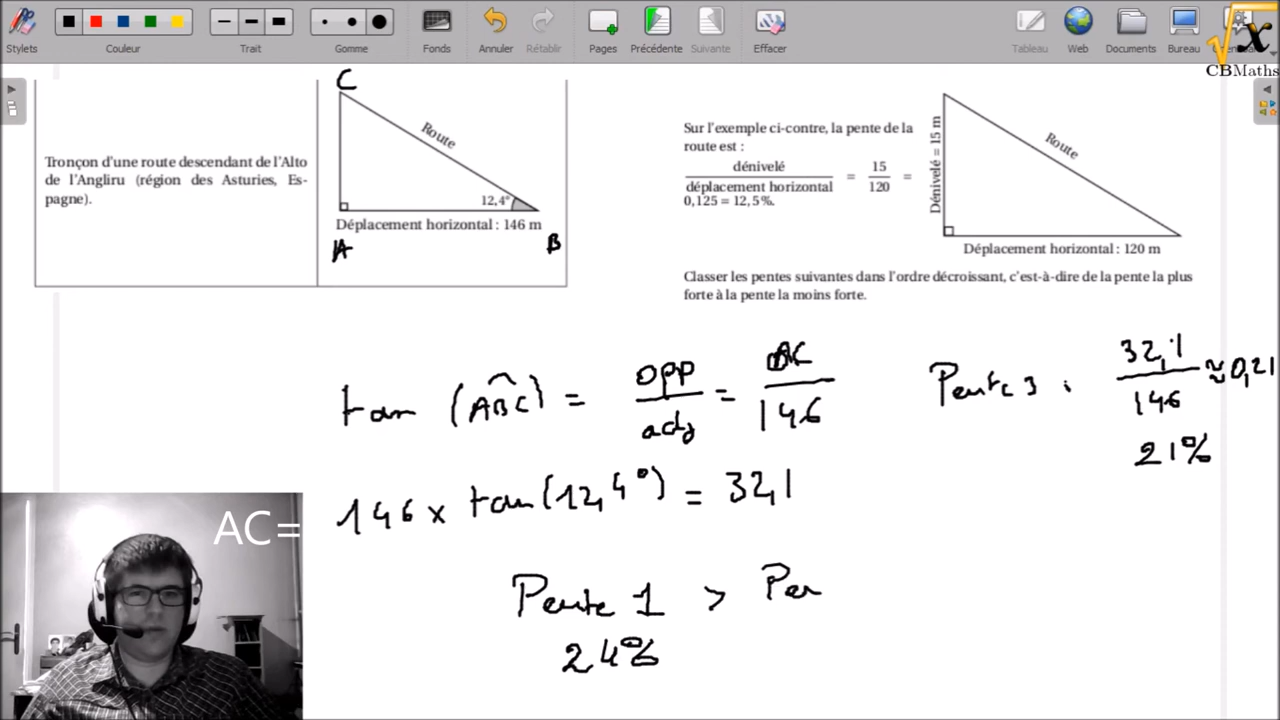 Stylets Couleur Trait Gomme Fonds Annuler Rétablir Pages Précédente Suivante Effacer Tableau Web Documents Bureau
CBMaths
C
Route
12,4°
Déplacement horizontal : 146 m
A B
Tronçon d'une route descendant de l'Alto
de l'Angliru (région des Asturies, Es-
pagne).
Sur l'exemple ci-contre, la pente de la
route est :
dénivelé / déplacement horizontal = 15 / 120 =
0,125 = 12,5%.
Dénivelé = 15 m
Route
Déplacement horizontal : 120 m
Classer les pentes suivantes dans l'ordre décroissant, c'est-à-dire de la pente la plus
forte à la pente la moins forte.
tan (ABC) = opp / adj = AC / 146
Pente 3 : 32,1 / 146 ≈ 0,21
21%
AC= 146 x tan(12,4°) = 32,1
Pente 1 > Pen
24%